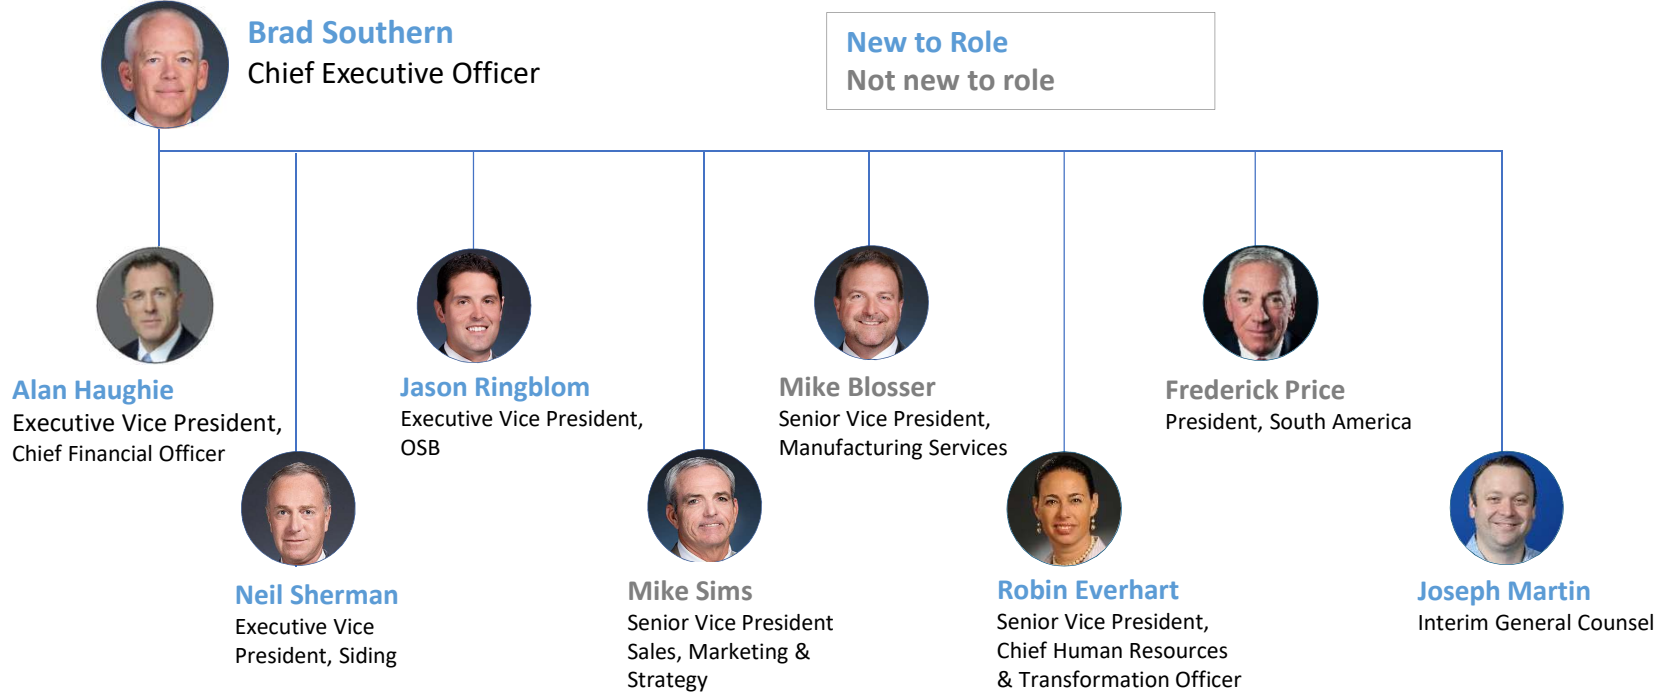 Brad Southern
Chief Executive Officer
New to Role
Not new to role
Alan Haughie
Executive Vice President,
Chief Financial Officer
Jason Ringblom
Executive Vice President,
OSB
Mike Blosser
Senior Vice President,
Manufacturing Services
Frederick Price
President, South America
Neil Sherman
Executive Vice
President, Siding
Mike Sims
Senior Vice President
Sales, Marketing &
Strategy
Robin Everhart
Senior Vice President,
Chief Human Resources
& Transformation Officer
Joseph Martin
Interim General Counsel